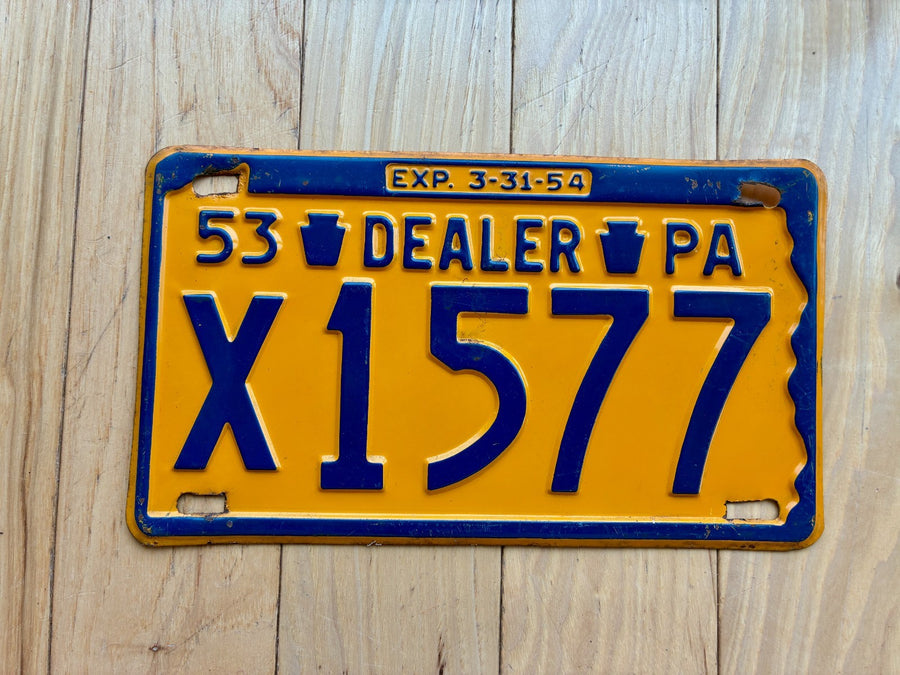 EXP. 3-31-54
53 DEALER PA
X1577